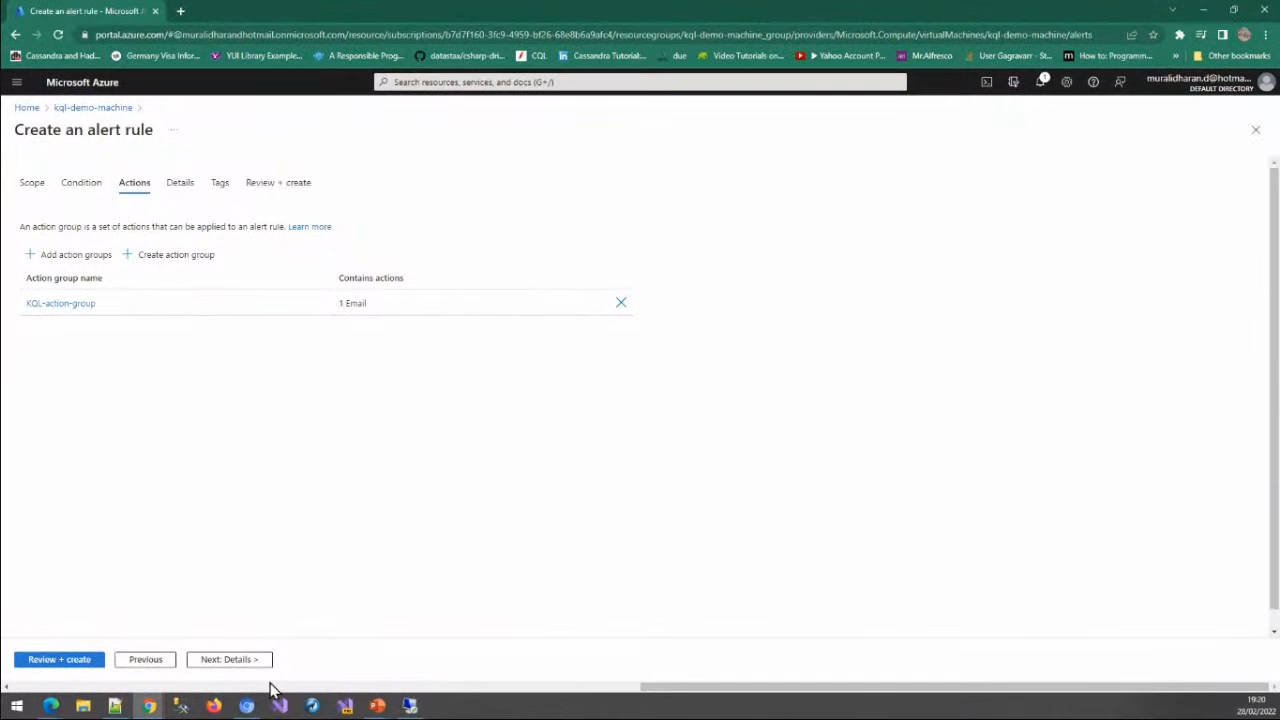 Create an alert rule - Microsoft A
portal.azure.com/#@muralidharandhotmail.onmicrosoft.com/resource/subscriptions/b7d7f160-3fc9-4959-bf26-68e8b6a9afc4/resourcegroups/kql-demo-machine_group/providers/Microsoft.Compute/virtualMachines/kql-demo-machine/alerts
Cassandra and Had... Germany Visa Infor... YUI Library Example... A Responsible Prog... datastax/csharp-dri... CQL Cassandra Tutorial:... due Video Tutorials on... Yahoo Account P... Mr.Alfresco User Gagravarr - St... How to: Programm... » Other bookmarks
Microsoft Azure
Search resources, services, and docs (G+/)
1
muralidharan.d@hotma...
DEFAULT DIRECTORY
Home > kql-demo-machine >
Create an alert rule ...
Scope Condition Actions Details Tags Review + create
An action group is a set of actions that can be applied to an alert rule. Learn more
+ Add action groups + Create action group
Action group name Contains actions
KQL-action-group 1 Email
Review + create Previous Next: Details >
19:20
28/02/2022